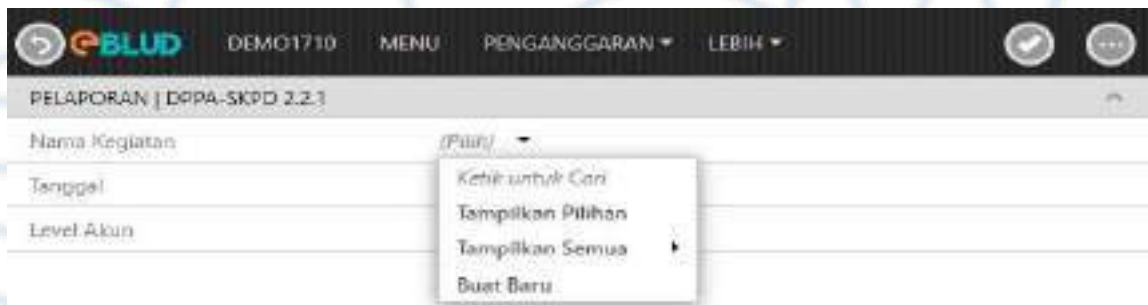 eBLUD DEMO1710 MENU PENGANGGARAN LEBIH
PELAPORAN | DPPA-SKPD 2.2.1
Nama Kegiatan (Pilih)
Ketik untuk Cari
Tanggal
Tampilkan Pilihan
Level Akun
Tampilkan Semua
Buat Baru